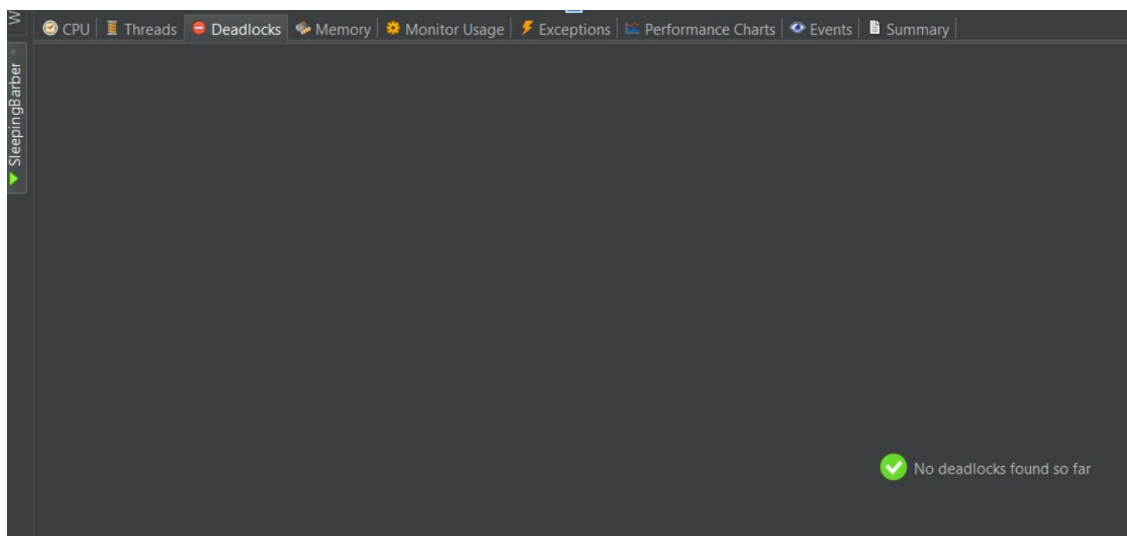 W
SleepingBarber
CPU Threads Deadlocks Memory Monitor Usage Exceptions Performance Charts Events Summary
No deadlocks found so far